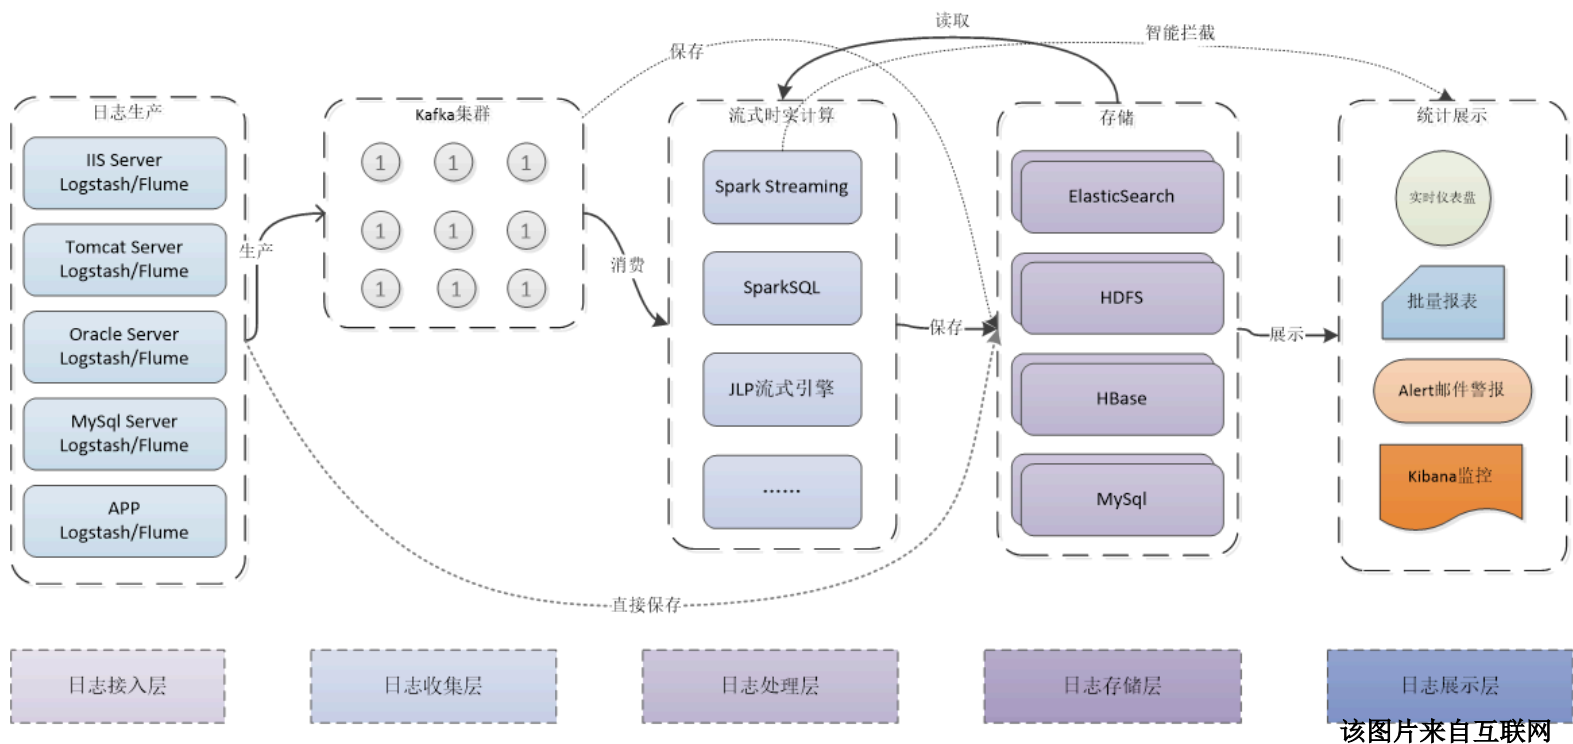 读取
智能拦截
保存
日志生产
IIS Server
Logstash/Flume
Tomcat Server
Logstash/Flume
Oracle Server
Logstash/Flume
MySql Server
Logstash/Flume
APP
Logstash/Flume
生产
Kafka集群
1 1 1
1 1 1
1 1 1
消费
流式时实计算
Spark Streaming
SparkSQL
JLP流式引擎
......
保存
存储
ElasticSearch
HDFS
HBase
MySql
展示
统计展示
实时仪表盘
批量报表
Alert邮件警报
Kibana监控
直接保存
日志接入层
日志收集层
日志处理层
日志存储层
日志展示层
该图片来自互联网